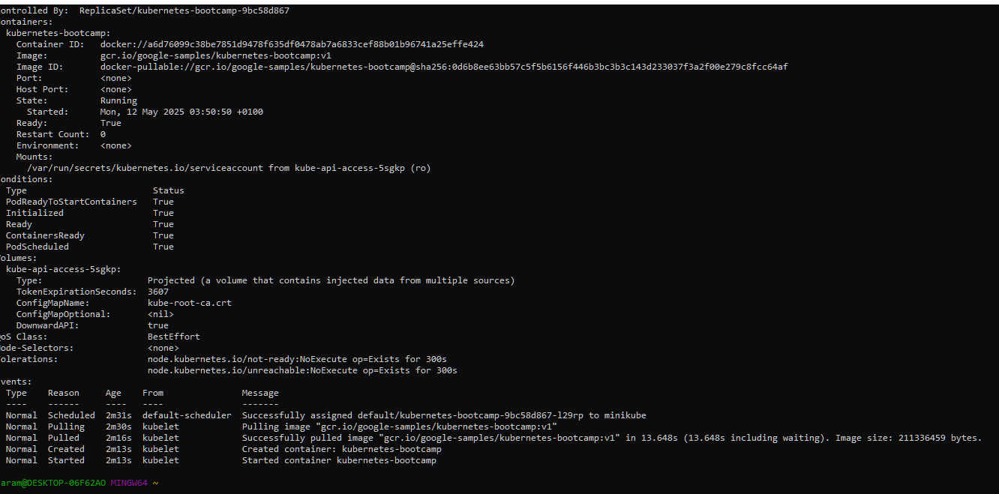 ontrolled By:  ReplicaSet/kubernetes-bootcamp-9bc58d867
ontainers:
  kubernetes-bootcamp:
    Container ID:   docker://a6d76099c38be7851d9478f635df0478ab7a6833cef88b01b96741a25effe424
    Image:          gcr.io/google-samples/kubernetes-bootcamp:v1
    Image ID:       docker-pullable://gcr.io/google-samples/kubernetes-bootcamp@sha256:0d6b8ee63bb57c5f5b6156f446b3bc3b3c143d233037f3a2f00e279c8fcc64af
    Port:           <none>
    Host Port:      <none>
    State:          Running
      Started:      Mon, 12 May 2025 03:50:50 +0100
    Ready:          True
    Restart Count:  0
    Environment:    <none>
    Mounts:
      /var/run/secrets/kubernetes.io/serviceaccount from kube-api-access-5sgkp (ro)
onditions:
  Type                        Status
  PodReadyToStartContainers   True
  Initialized                 True
  Ready                       True
  ContainersReady             True
  PodScheduled                True
olumes:
  kube-api-access-5sgkp:
    Type:                    Projected (a volume that contains injected data from multiple sources)
    TokenExpirationSeconds:  3607
    ConfigMapName:           kube-root-ca.crt
    ConfigMapOptional:       <nil>
    DownwardAPI:             true
QoS Class:                   BestEffort
ode-Selectors:              <none>
olerations:                 node.kubernetes.io/not-ready:NoExecute op=Exists for 300s
                             node.kubernetes.io/unreachable:NoExecute op=Exists for 300s
vents:
  Type    Reason     Age    From               Message
  ----    ------     ----   ----               -------
  Normal  Scheduled  2m31s  default-scheduler  Successfully assigned default/kubernetes-bootcamp-9bc58d867-l29rp to minikube
  Normal  Pulling    2m30s  kubelet            Pulling image "gcr.io/google-samples/kubernetes-bootcamp:v1"
  Normal  Pulled     2m16s  kubelet            Successfully pulled image "gcr.io/google-samples/kubernetes-bootcamp:v1" in 13.648s (13.648s including waiting). Image size: 211336459 bytes.
  Normal  Created    2m13s  kubelet            Created container: kubernetes-bootcamp
  Normal  Started    2m13s  kubelet            Started container kubernetes-bootcamp
aram@DESKTOP-06F62AO MINGW64 ~